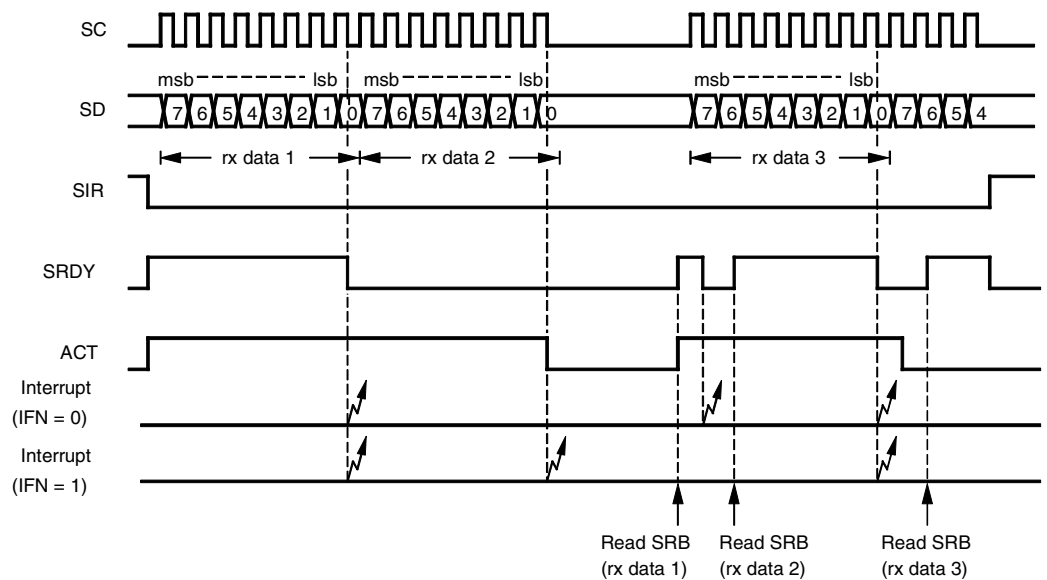 SC
msb lsb msb lsb msb lsb
SD 7 6 5 4 3 2 1 0 7 6 5 4 3 2 1 0 7 6 5 4 3 2 1 0 7 6 5 4
rx data 1 rx data 2 rx data 3
SIR
SRDY
ACT
Interrupt
(IFN = 0)
Interrupt
(IFN = 1)
Read SRB Read SRB Read SRB
(rx data 1) (rx data 2) (rx data 3)